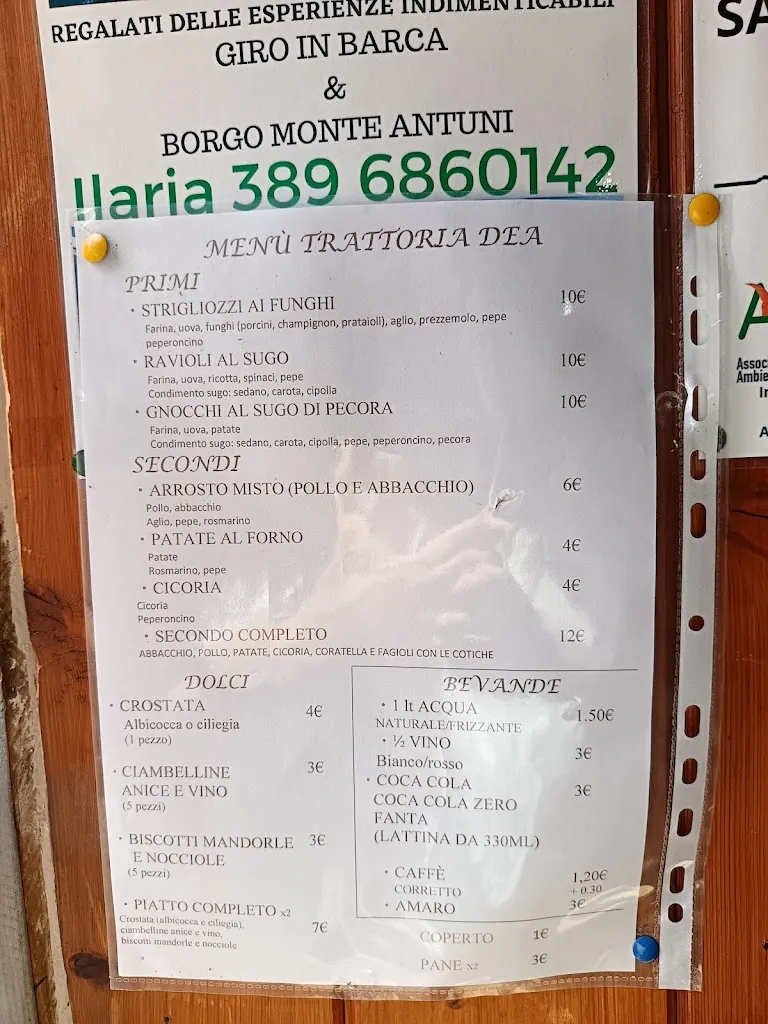 REGALATI DELLE ESPERIENZE INDIMENTICABILI
GIRO IN BARCA
&
BORGO MONTE ANTUNI
Ilaria 389 6860142
SA
Assoc
Ambie
MENÙ TRATTORIA DEA
PRIMI
· STRIGLIOZZI AI FUNGHI 10€
Farina, uova, funghi (porcini, champignon, prataioli), aglio, prezzemolo, pepe
peperoncino
· RAVIOLI AL SUGO 10€
Farina, uova, ricotta, spinaci, pepe
Condimento sugo: sedano, carota, cipolla
· GNOCCHI AL SUGO DI PECORA 10€
Farina, uova, patate
Condimento sugo: sedano, carota, cipolla, pepe, peperoncino, pecora
SECONDI
· ARROSTO MISTO (POLLO E ABBACCHIO) 6€
Pollo, abbacchio
Aglio, pepe, rosmarino
· PATATE AL FORNO 4€
Patate
Rosmarino, pepe
· CICORIA 4€
Cicoria
Peperoncino
· SECONDO COMPLETO 12€
ABBACCHIO, POLLO, PATATE, CICORIA, CORATELLA E FAGIOLI CON LE COTICHE
DOLCI
· CROSTATA 4€
Albicocca o ciliegia
(1 pezzo)
· CIAMBELLINE 3€
ANICE E VINO
(5 pezzi)
· BISCOTTI MANDORLE 3€
E NOCCIOLE
(5 pezzi)
· PIATTO COMPLETO x2
Crostata (albicocca e ciliegia), 7€
ciambelline anice e vino,
biscotti mandorle e nocciole
BEVANDE
· 1 lt ACQUA 1.50€
NATURALE/FRIZZANTE
· ½ VINO 3€
Bianco/rosso
· COCA COLA 3€
COCA COLA ZERO
FANTA
(LATTINA DA 330ML)
· CAFFÈ 1,20€
CORRETTO + 0.30
· AMARO 3€
COPERTO 1€
PANE x2 3€